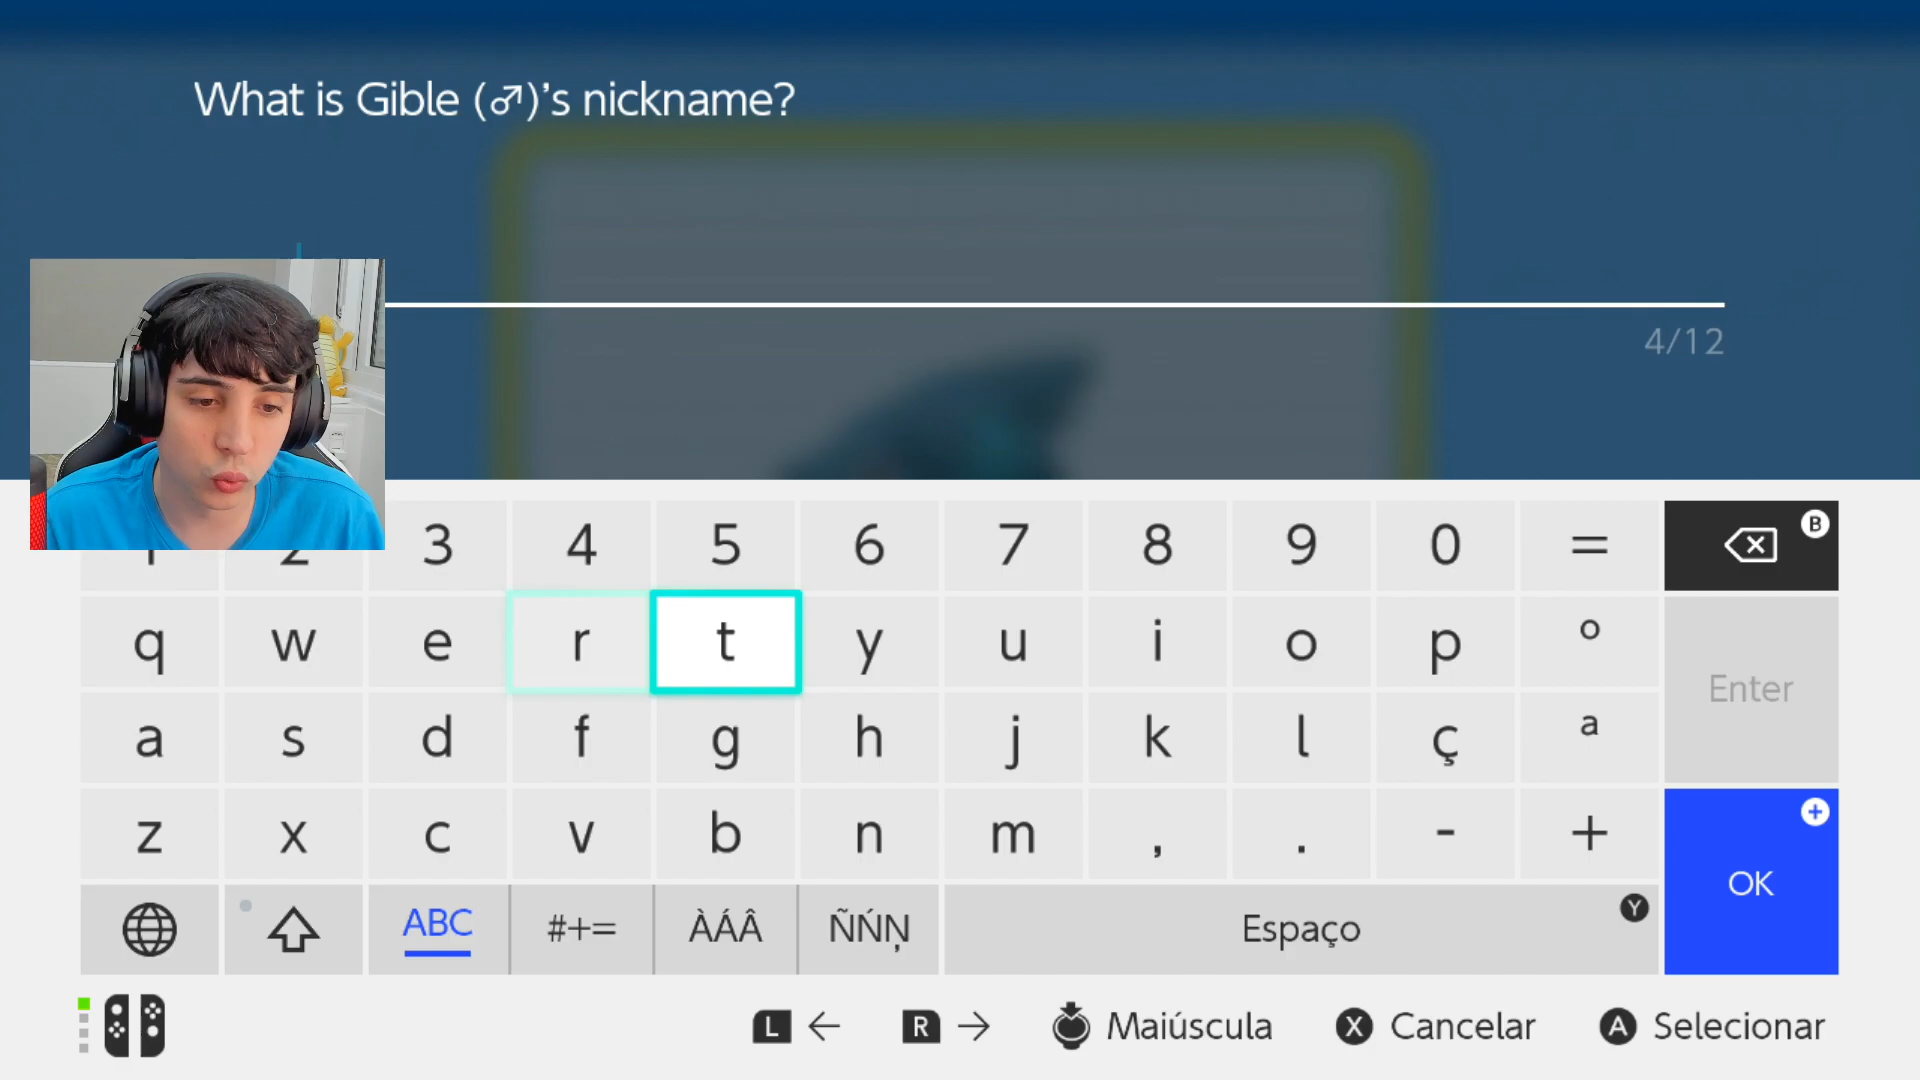 What is Gible (♂)'s nickname?
4/12
3 4 5 6 7 8 9 0 = B
q w e r t y u i o p º
Enter
a s d f g h j k l ç ª
z x c v b n m , . - +
OK
ABC #+= ÀÁÂ ÑŃŅ Espaço Y
L ← R → Maiúscula X Cancelar A Selecionar